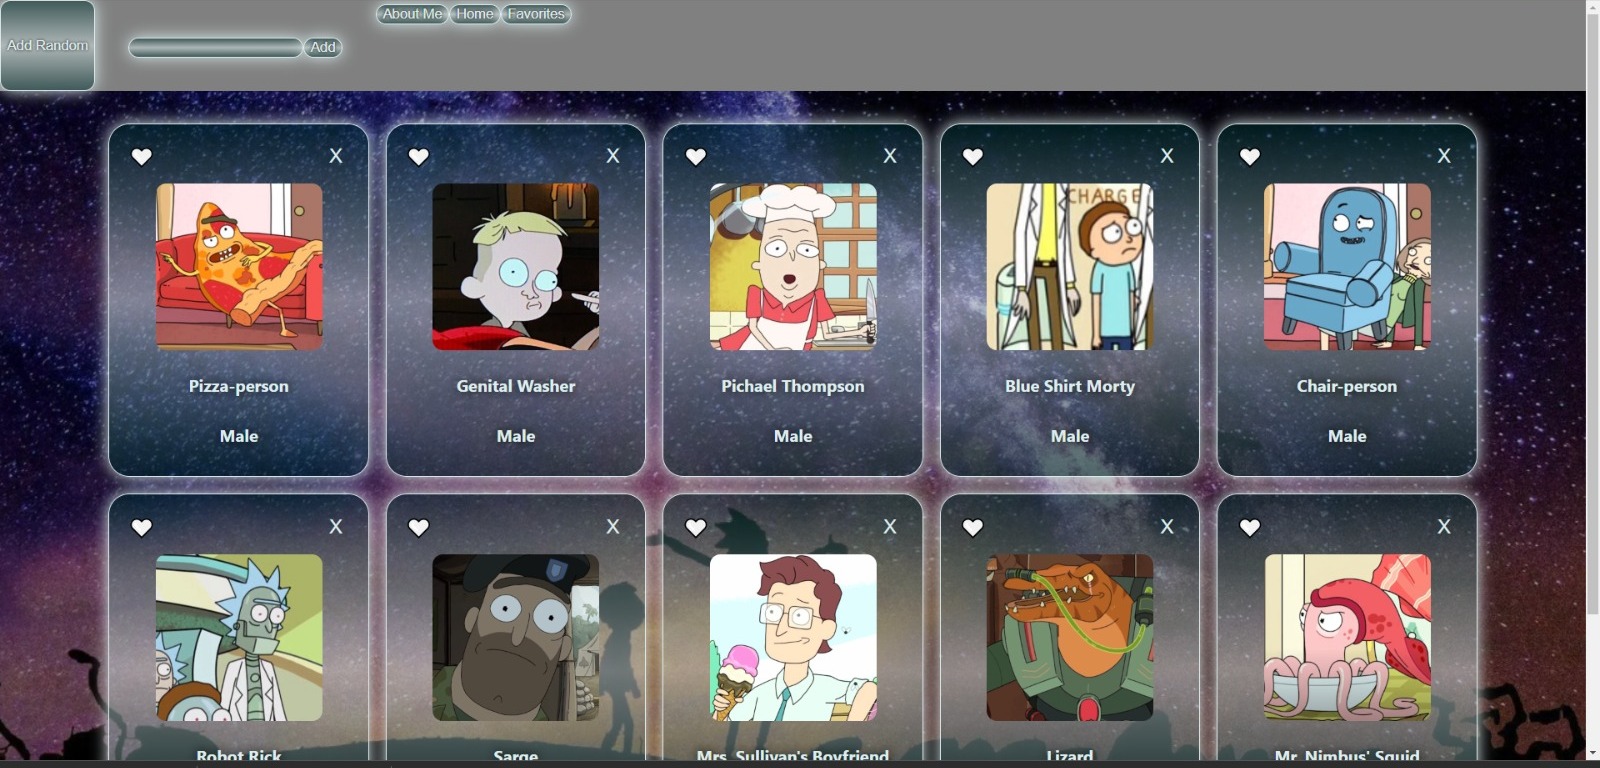 About Me Home Favorites
Add Random
Add
X X X X X
CHARGE
Pizza-person Genital Washer Pichael Thompson Blue Shirt Morty Chair-person
Male Male Male Male Male
X X X X X
Robot Rick Sarge Mrs. Sullivan's Boyfriend Lizard Mr. Nimbus' Squid